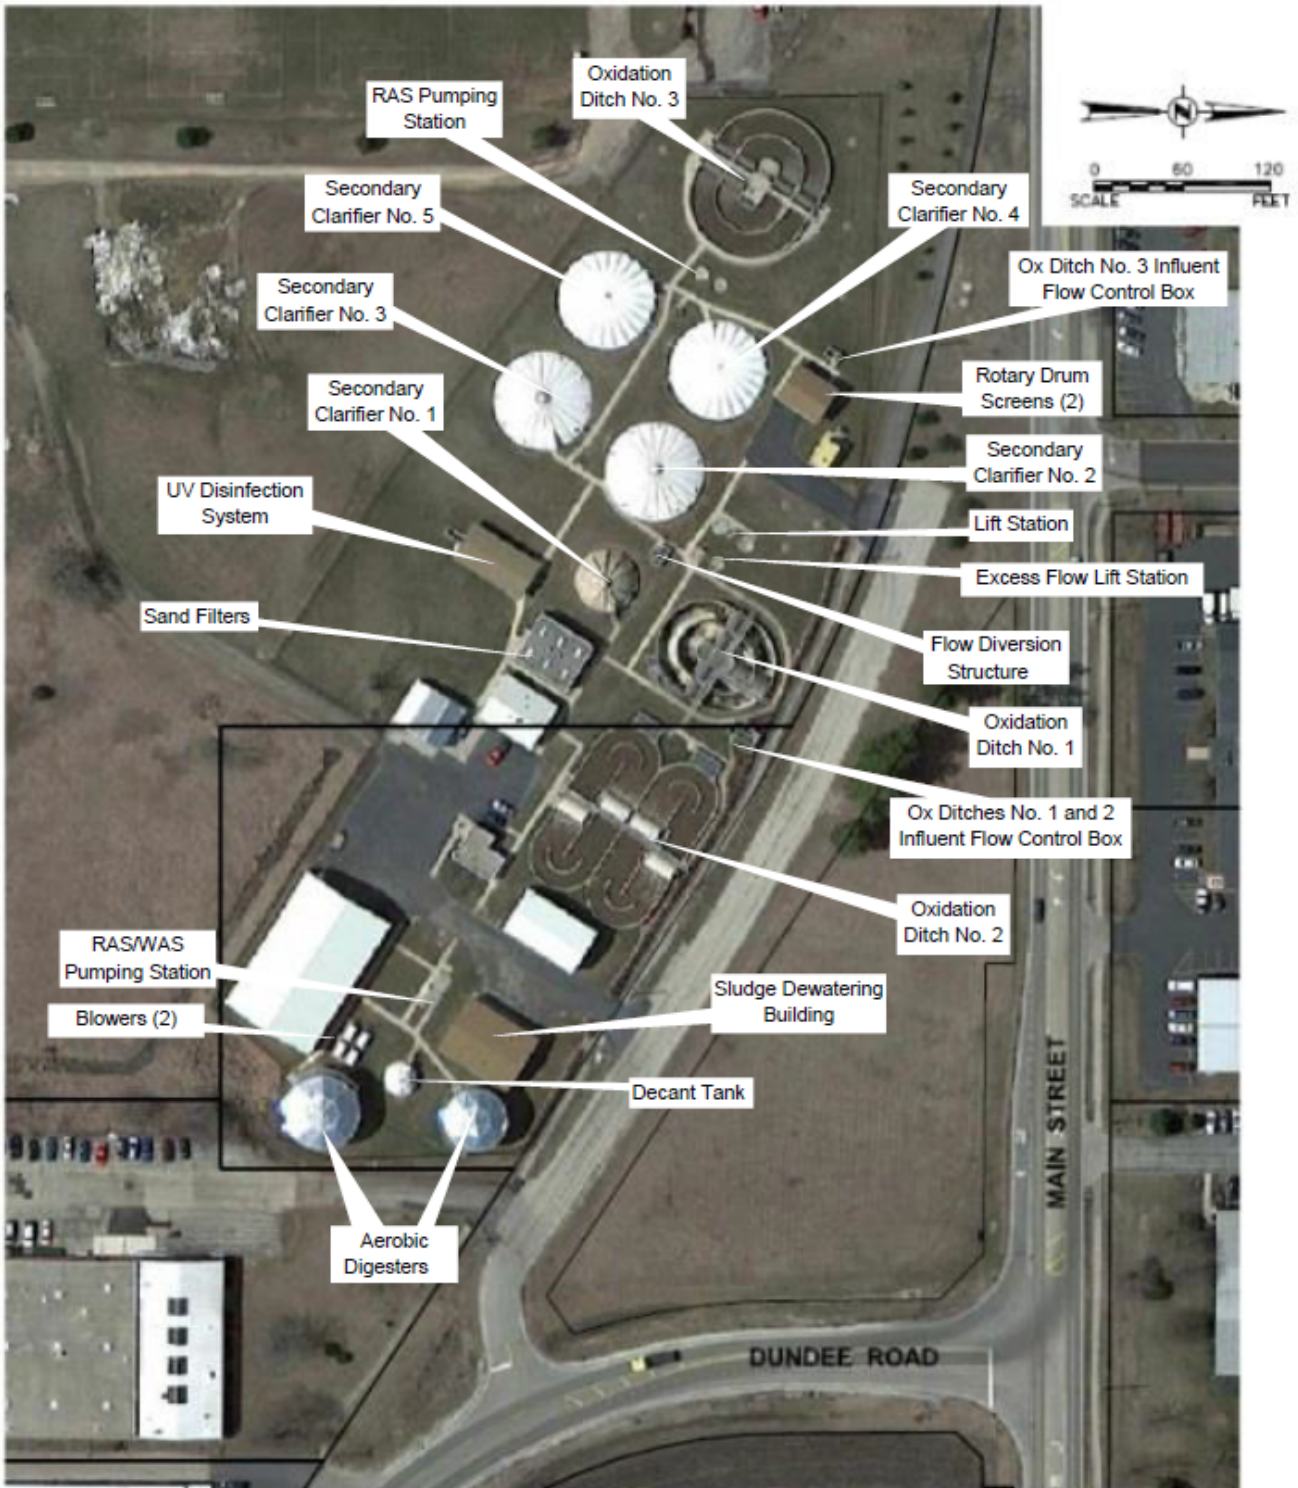 Oxidation
Ditch No. 3
RAS Pumping
Station
N
0 60 120
SCALE FEET
Secondary
Clarifier No. 5
Secondary
Clarifier No. 4
Ox Ditch No. 3 Influent
Flow Control Box
Secondary
Clarifier No. 3
Rotary Drum
Screens (2)
Secondary
Clarifier No. 1
Secondary
Clarifier No. 2
UV Disinfection
System
Lift Station
Excess Flow Lift Station
Sand Filters
Flow Diversion
Structure
Oxidation
Ditch No. 1
Ox Ditches No. 1 and 2
Influent Flow Control Box
Oxidation
Ditch No. 2
RAS/WAS
Pumping Station
Sludge Dewatering
Building
Blowers (2)
Decant Tank
MAIN STREET
Aerobic
Digesters
DUNDEE ROAD